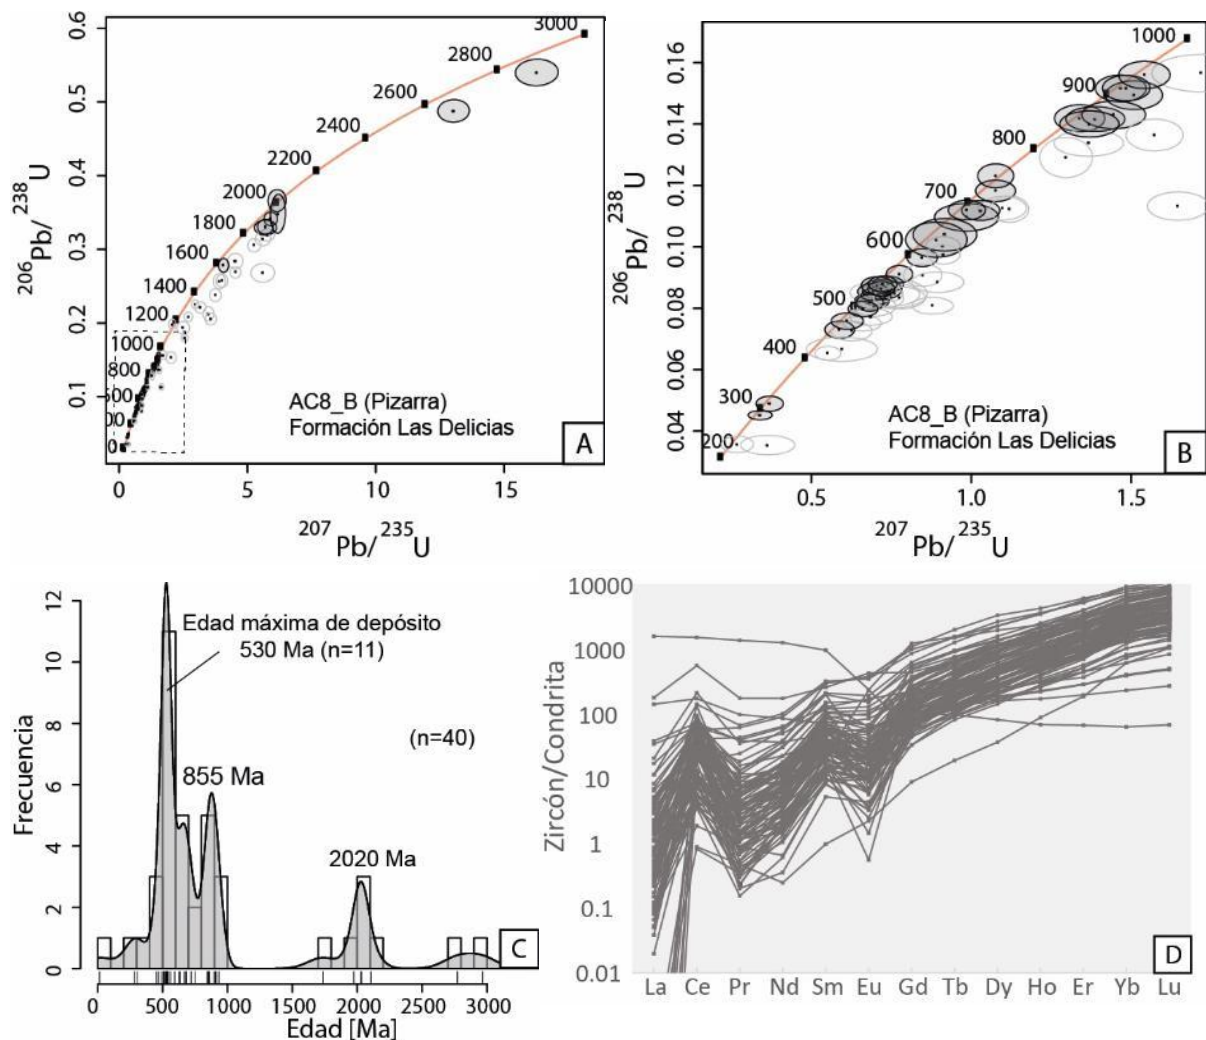 0.6
0.5
0.4
0.3
0.2
0.1
206Pb/238U
3000
2800
2600
2400
2200
2000
1800
1600
1400
1200
1000
800
00
0
AC8_B (Pizarra)
Formación Las Delicias
A
0 5 10 15
207Pb/235U
0.16
0.14
0.12
0.10
0.08
0.06
0.04
206Pb/238U
1000
900
800
700
600
500
400
300
200
AC8_B (Pizarra)
Formación Las Delicias
B
0.5 1.0 1.5
207Pb/235U
12
10
8
6
4
2
0
Frecuencia
Edad máxima de depósito
530 Ma (n=11)
(n=40)
855 Ma
2020 Ma
C
0 500 1000 2000 3000
Edad [Ma]
10000
1000
100
10
1
0.1
0.01
Zircón/Condrita
D
La Ce Pr Nd Sm Eu Gd Tb Dy Ho Er Yb Lu